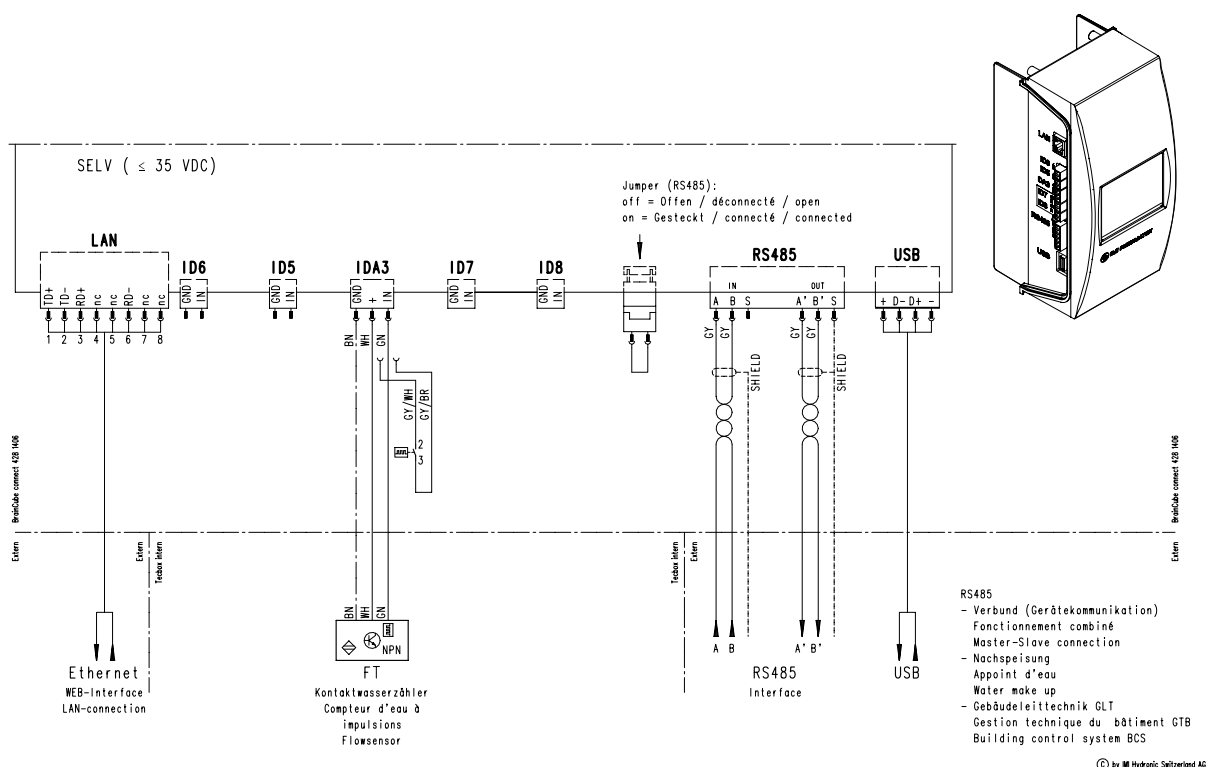 SELV ( ≤ 35 VDC)
Jumper (RS485):
off = Offen / déconnecté / open
on = Gesteckt / connecté / connected
LAN
ID6
ID5
IDA3
ID7
ID8
RS485
USB
TD+ TD- RD+ nc nc RD- nc nc
GND IN
GND IN
GND + IN
GND IN
GND IN
IN OUT
A B S A' B' S
+ D- D+ -
1 2 3 4 5 6 7 8
BN WH GN
GY GY GY GY
SHIELD
SHIELD
GY/WH
GY/BR
2
3
BrainCube connect 428 1406
BrainCube connect 428 1406
Extern
Extern
Tecbox intern
Tecbox intern
Extern
Extern
BN WH GN
NPN
A B A' B'
Ethernet
WEB-Interface
LAN-connection
FT
Kontaktwasserzähler
Compteur d'eau à
impulsions
Flowsensor
RS485
Interface
USB
RS485
- Verbund (Gerätekommunikation)
Fonctionnement combiné
Master-Slave connection
- Nachspeisung
Appoint d'eau
Water make up
- Gebäudeleittechnik GLT
Gestion technique du bâtiment GTB
Building control system BCS
© by IMI Hydronic Switzerland AG
LAN
USB